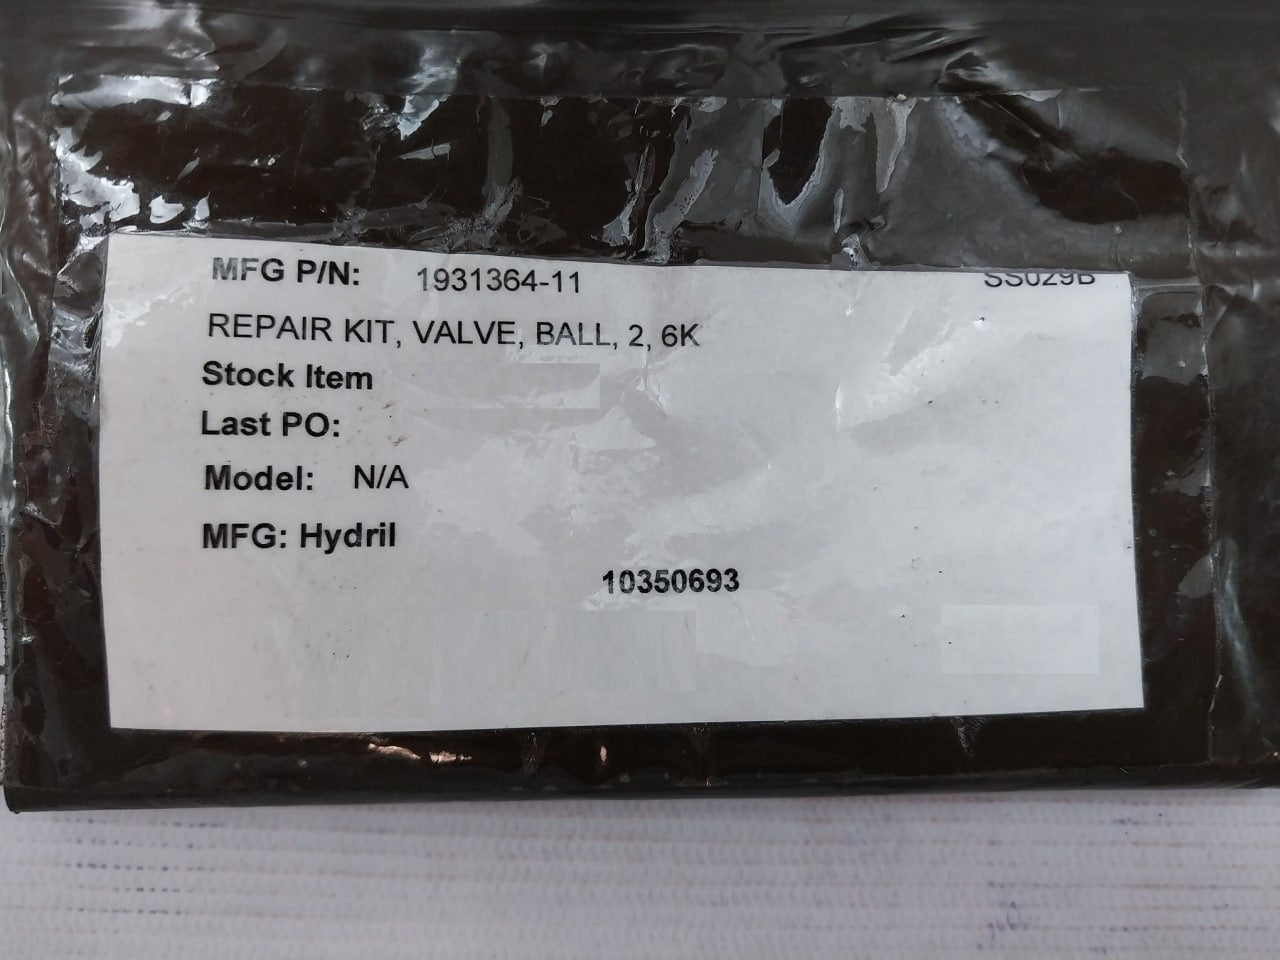 MFG P/N: 1931364-11 SS029B
REPAIR KIT, VALVE, BALL, 2, 6K
Stock Item
Last PO:
Model: N/A
MFG: Hydril
10350693